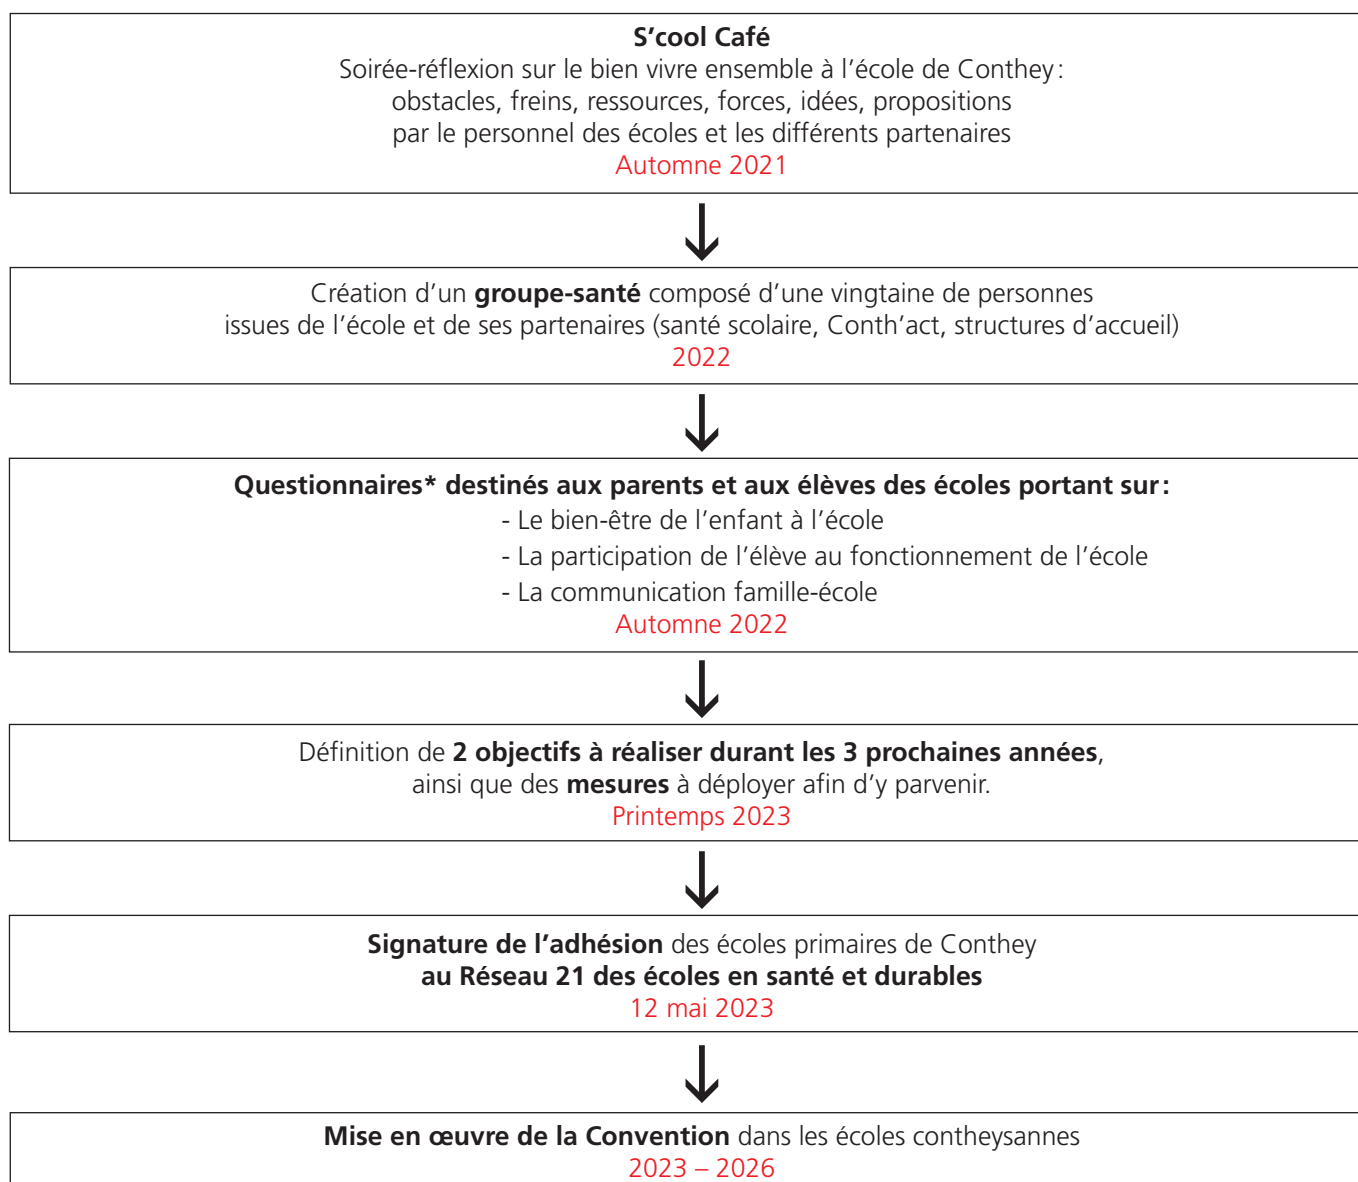 S’cool Café
Soirée-réflexion sur le bien vivre ensemble à l’école de Conthey :
obstacles, freins, ressources, forces, idées, propositions
par le personnel des écoles et les différents partenaires
Automne 2021
Création d’un groupe-santé composé d’une vingtaine de personnes
issues de l’école et de ses partenaires (santé scolaire, Conth’act, structures d’accueil)
2022
Questionnaires* destinés aux parents et aux élèves des écoles portant sur :
- Le bien-être de l’enfant à l’école
- La participation de l’élève au fonctionnement de l’école
- La communication famille-école
Automne 2022
Définition de 2 objectifs à réaliser durant les 3 prochaines années,
ainsi que des mesures à déployer afin d’y parvenir.
Printemps 2023
Signature de l’adhésion des écoles primaires de Conthey
au Réseau 21 des écoles en santé et durables
12 mai 2023
Mise en œuvre de la Convention dans les écoles contheysannes
2023 – 2026